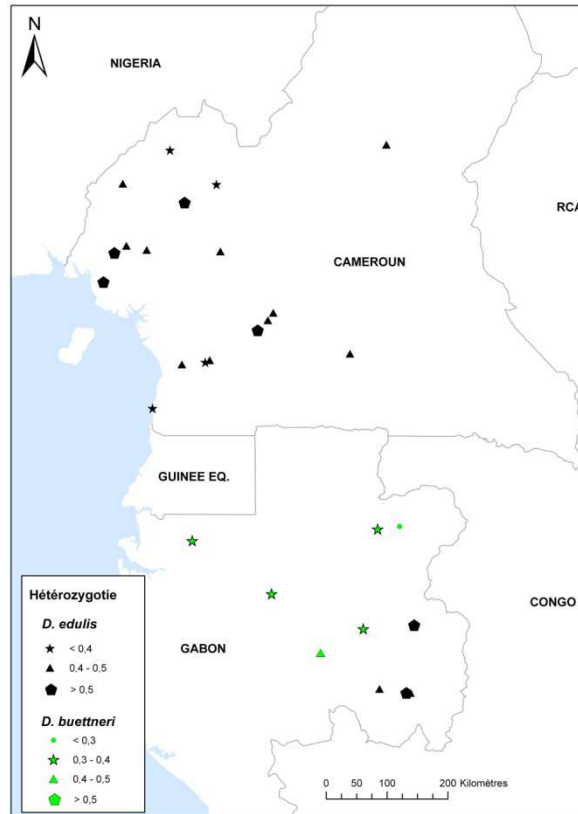 N
NIGERIA
RCA
CAMEROUN
GUINEE EQ.
CONGO
GABON
Hétérozygotie
D. edulis
< 0,4
0,4 - 0,5
> 0,5
D. buettneri
< 0,3
0,3 - 0,4
0,4 - 0,5
> 0,5
0 50 100 200 Kilomètres